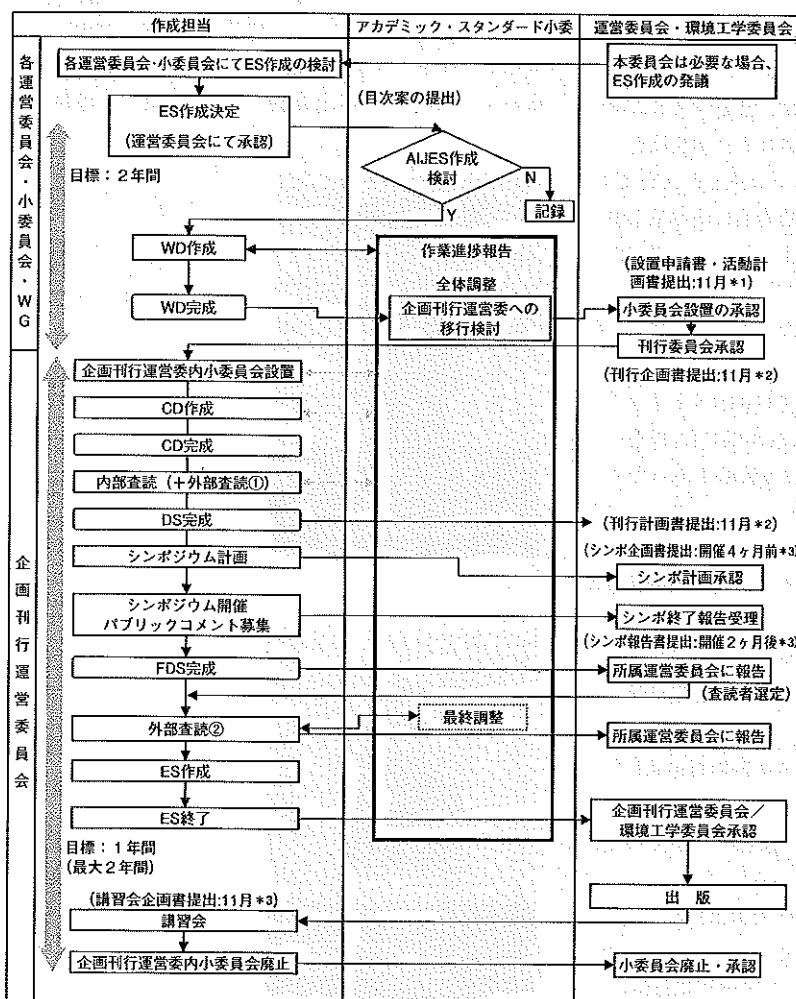 作成担当
アカデミック・スタンダード小委
運営委員会・環境工学委員会
各運営委員会・小委員会・WG
各運営委員会・小委員会にてES作成の検討
本委員会は必要な場合、
ES作成の発議
ES作成決定
(運営委員会にて承認)
(目次案の提出)
目標：２年間
AIJES作成
検討
N
記録
Y
WD作成
作業進捗報告
WD完成
全体調整
企画刊行運営委への
移行検討
(設置申請書・活動計
画書提出:11月*1)
小委員会設置の承認
刊行委員会承認
(刊行企画書提出:11月*2)
企画刊行運営委員会
企画刊行運営委内小委員会設置
CD作成
CD完成
内部査読（+外部査読①）
DS完成
(刊行計画書提出:11月*2)
シンポジウム計画
(シンポ企画書提出:開催４ヶ月前*3)
シンポ計画承認
シンポジウム開催
パブリックコメント募集
シンポ終了報告受理
(シンポ報告書提出:開催２ヶ月後*3)
FDS完成
所属運営委員会に報告
(査読者選定)
外部査読②
最終調整
所属運営委員会に報告
ES作成
ES終了
企画刊行運営委員会／
環境工学委員会承認
目標：１年間
(最大２年間)
出　版
(講習会企画書提出:11月*3)
講習会
企画刊行運営委内小委員会廃止
小委員会廃止・承認